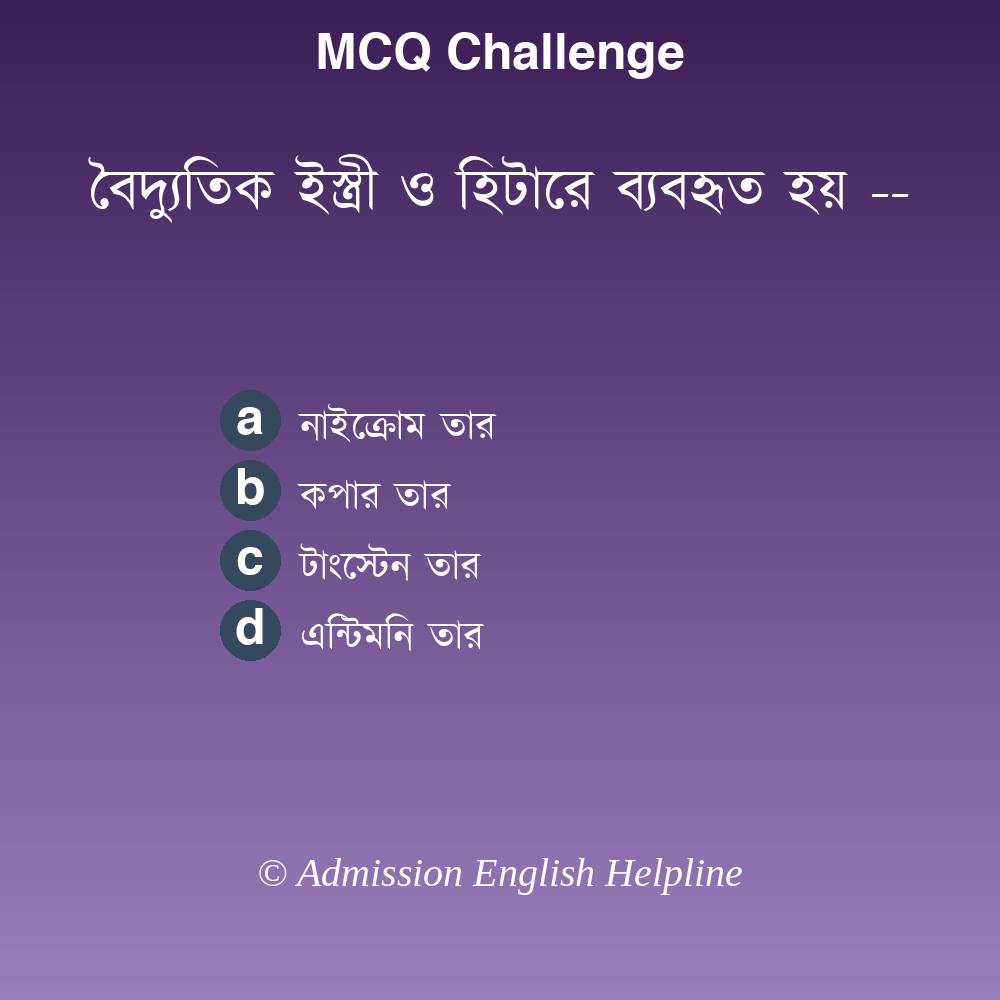 MCQ Challenge
বৈদ্যুতিক ইস্ত্রী ও হিটারে ব্যবহৃত হয় --
a নাইক্রোম তার
b কপার তার
c টাংস্টেন তার
d এন্টিমনি তার
© Admission English Helpline